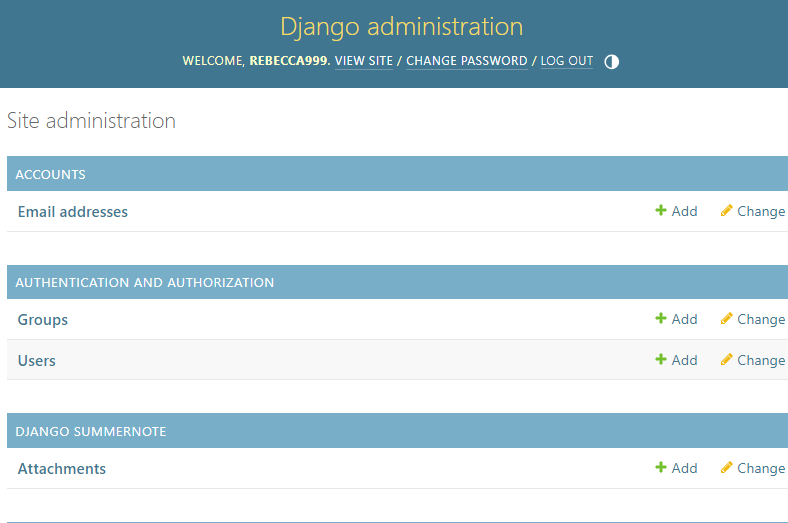 Django administration
WELCOME, REBECCA999. VIEW SITE / CHANGE PASSWORD / LOG OUT
Site administration
ACCOUNTS
Email addresses Add Change
AUTHENTICATION AND AUTHORIZATION
Groups Add Change
Users Add Change
DJANGO SUMMERNOTE
Attachments Add Change